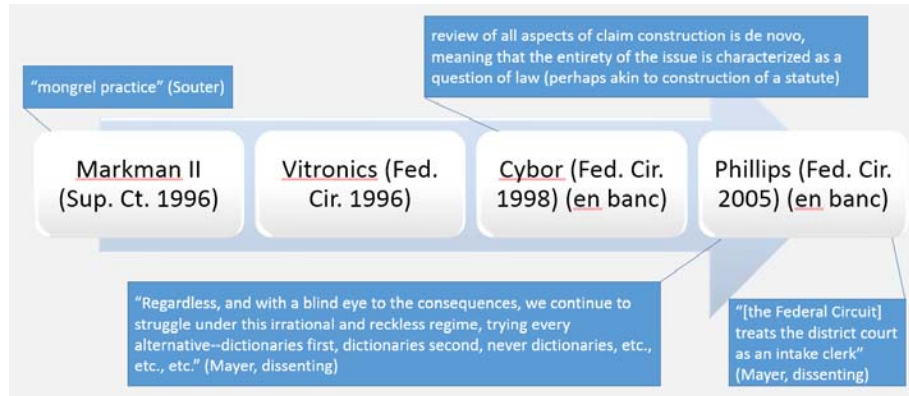 review of all aspects of claim construction is de novo,
meaning that the entirety of the issue is characterized as a
question of law (perhaps akin to construction of a statute)
“mongrel practice” (Souter)
Markman II
(Sup. Ct. 1996)
Vitronics (Fed.
Cir. 1996)
Cybor (Fed. Cir.
1998) (en banc)
Phillips (Fed. Cir.
2005) (en banc)
“Regardless, and with a blind eye to the consequences, we continue to
struggle under this irrational and reckless regime, trying every
alternative--dictionaries first, dictionaries second, never dictionaries, etc.,
etc., etc.” (Mayer, dissenting)
“[the Federal Circuit]
treats the district court
as an intake clerk”
(Mayer, dissenting)